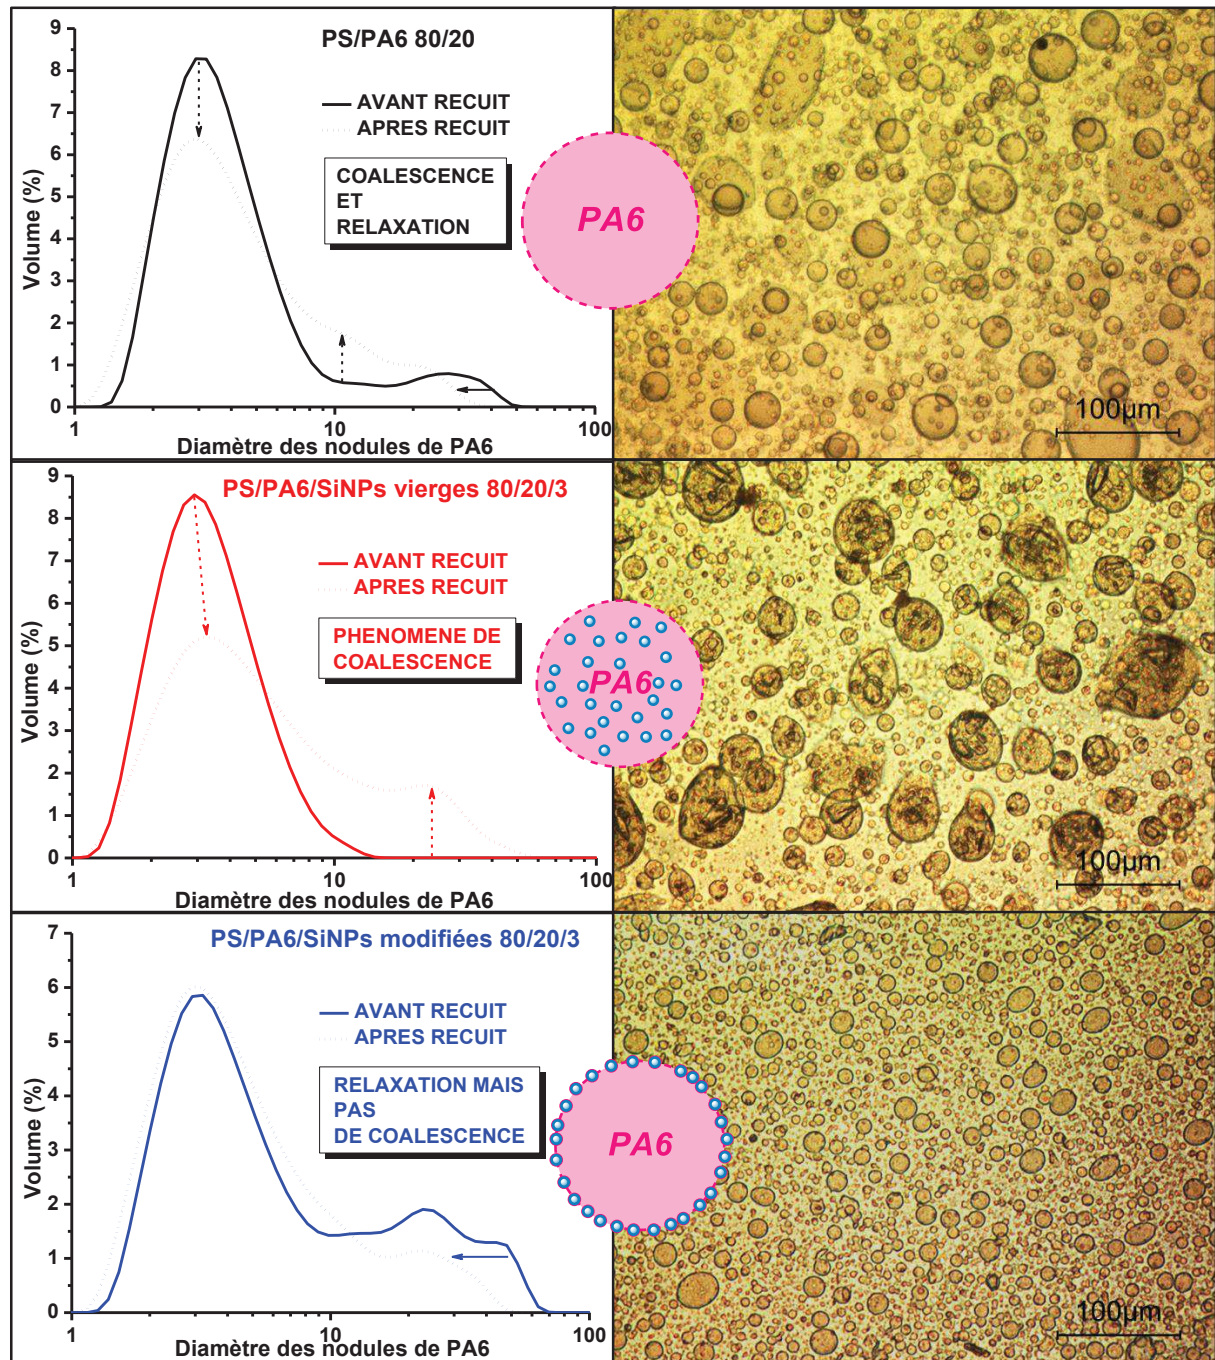 PS/PA6 80/20
AVANT RECUIT
APRES RECUIT
COALESCENCE
ET
RELAXATION
PA6
Volume (%)
9
8
7
6
5
4
3
2
1
0
1
10
100
Diamètre des nodules de PA6
100µm
PS/PA6/SiNPs vierges 80/20/3
AVANT RECUIT
APRES RECUIT
PHENOMENE DE
COALESCENCE
PA6
Volume (%)
9
8
7
6
5
4
3
2
1
0
1
10
100
Diamètre des nodules de PA6
100µm
PS/PA6/SiNPs modifiées 80/20/3
AVANT RECUIT
APRES RECUIT
RELAXATION MAIS
PAS
DE COALESCENCE
PA6
Volume (%)
7
6
5
4
3
2
1
0
1
10
100
Diamètre des nodules de PA6
100µm